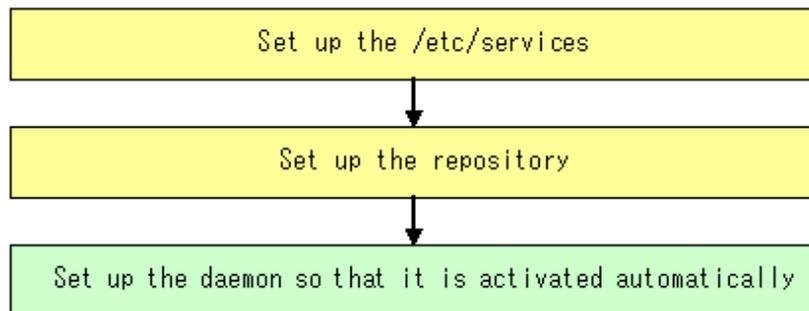 Set up the /etc/services
Set up the repository
Set up the daemon so that it is activated automatically